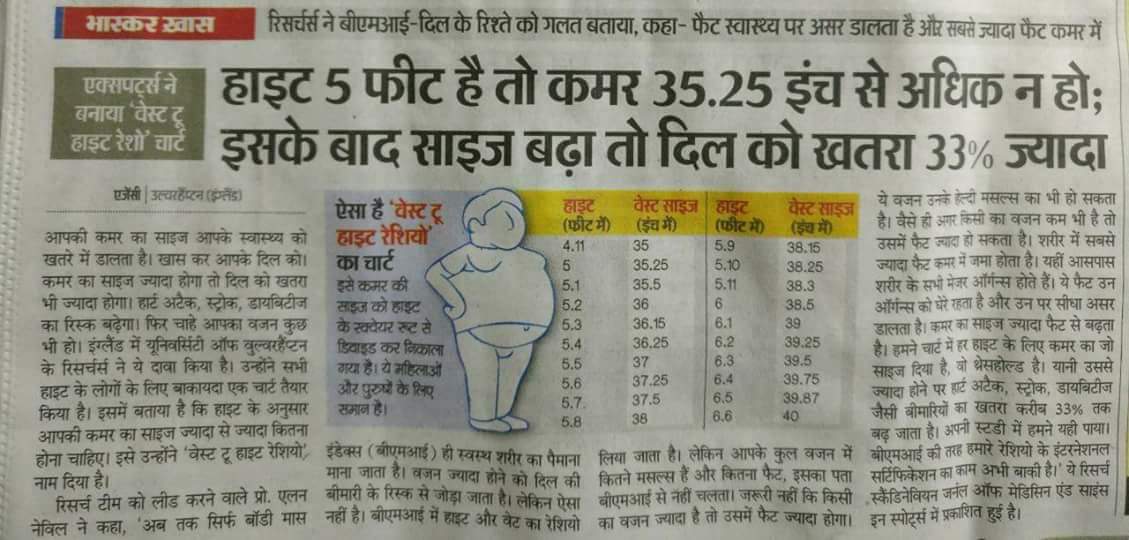 भास्कर ख़ास
रिसर्चर्स ने बीएमआई-दिल के रिश्ते को गलत बताया, कहा- फैट स्वास्थ्य पर असर डालता है और सबसे ज्यादा फैट कमर में
एक्सपर्ट्स ने
बनाया 'वेस्ट टू
हाइट रेशो' चार्ट
हाइट 5 फीट है तो कमर 35.25 इंच से अधिक न हो;
इसके बाद साइज बढ़ा तो दिल को खतरा 33% ज्यादा
एजेंसी | उल्वरहैंप्टन (इंग्लैंड)
आपकी कमर का साइज आपके स्वास्थ्य को
खतरे में डालता है। खास कर आपके दिल को।
कमर का साइज ज्यादा होगा तो दिल को खतरा
भी ज्यादा होगा। हार्ट अटैक, स्ट्रोक, डायबिटीज
का रिस्क बढ़ेगा। फिर चाहे आपका वजन कुछ
भी हो। इंग्लैंड में यूनिवर्सिटी ऑफ वुल्वरहैंप्टन
के रिसर्चर्स ने ये दावा किया है। उन्होंने सभी
हाइट के लोगों के लिए बाकायदा एक चार्ट तैयार
किया है। इसमें बताया है कि हाइट के अनुसार
आपकी कमर का साइज ज्यादा से ज्यादा कितना
होना चाहिए। इसे उन्होंने 'वेस्ट टू हाइट रेशियो'
नाम दिया है।
रिसर्च टीम को लीड करने वाले प्रो. एलन
नेविल ने कहा, 'अब तक सिर्फ बॉडी मास
ऐसा है 'वेस्ट टू
हाइट रेशियो'
का चार्ट
इसे कमर की
साइज को हाइट
के स्क्वेयर रूट से
डिवाइड कर निकाला
गया है। ये महिलाओं
और पुरुषों के लिए
समान है।
हाइट (फीट में) वेस्ट साइज (इंच में) हाइट (फीट में) वेस्ट साइज (इंच में)
4.11 35 5.9 38.15
5 35.25 5.10 38.25
5.1 35.5 5.11 38.3
5.2 36 6 38.5
5.3 36.15 6.1 39
5.4 36.25 6.2 39.25
5.5 37 6.3 39.5
5.6 37.25 6.4 39.75
5.7 37.5 6.5 39.87
5.8 38 6.6 40
इंडेक्स (बीएमआई) ही स्वस्थ शरीर का पैमाना
माना जाता है। वजन ज्यादा होने को दिल की
बीमारी के रिस्क से जोड़ा जाता है। लेकिन ऐसा
नहीं है। बीएमआई में हाइट और वेट का रेशियो
लिया जाता है। लेकिन आपके कुल वजन में
कितने मसल्स हैं और कितना फैट, इसका पता
बीएमआई से नहीं चलता। जरूरी नहीं कि किसी
का वजन ज्यादा है तो उसमें फैट ज्यादा होगा।
ये वजन उनके हेल्दी मसल्स का भी हो सकता
है। वैसे ही अगर किसी का वजन कम भी है तो
उसमें फैट ज्यादा हो सकता है। शरीर में सबसे
ज्यादा फैट कमर में जमा होता है। यहीं आसपास
शरीर के सभी मेजर ऑर्गन्स होते हैं। ये फैट उन
ऑर्गन्स को घेरे रहता है और उन पर सीधा असर
डालता है। कमर का साइज ज्यादा फैट से बढ़ता
है। हमने चार्ट में हर हाइट के लिए कमर का जो
साइज दिया है, वो थ्रेसहोल्ड है। यानी उससे
ज्यादा होने पर हार्ट अटैक, स्ट्रोक, डायबिटीज
जैसी बीमारियों का खतरा करीब 33% तक
बढ़ जाता है। अपनी स्टडी में हमने यही पाया।
बीएमआई की तरह हमारे रेशियो के इंटरनेशनल
सर्टिफिकेशन का काम अभी बाकी है।' ये रिसर्च
स्कैंडिनेवियन जर्नल ऑफ मेडिसिन एंड साइंस
इन स्पोर्ट्स में प्रकाशित हुई है।